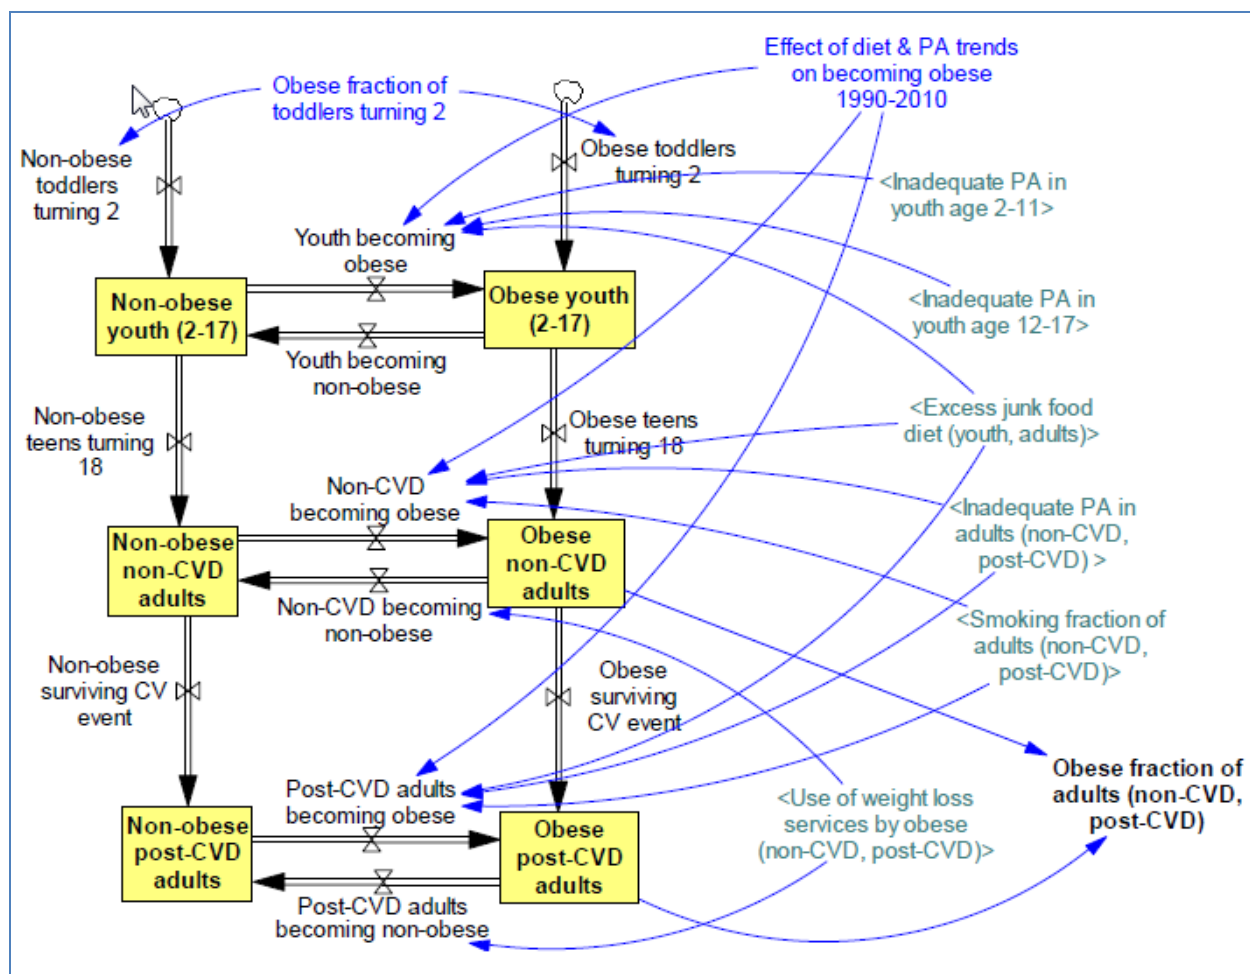 Effect of diet & PA trends
on becoming obese
1990-2010
Obese fraction of
toddlers turning 2
Non-obese
toddlers
turning 2
Obese toddlers
turning 2
<Inadequate PA in
youth age 2-11>
Youth becoming
obese
Non-obese
youth (2-17)
Obese youth
(2-17)
<Inadequate PA in
youth age 12-17>
Youth becoming
non-obese
Non-obese
teens turning
18
Obese teens
turning 18
<Excess junk food
diet (youth, adults)>
Non-CVD
becoming obese
<Inadequate PA in
adults (non-CVD,
post-CVD) >
Non-obese
non-CVD
adults
Obese
non-CVD
adults
Non-CVD becoming
non-obese
<Smoking fraction of
adults (non-CVD,
post-CVD)>
Non-obese
surviving CV
event
Obese
surviving
CV event
Obese fraction of
adults (non-CVD,
post-CVD)
Post-CVD adults
becoming obese
<Use of weight loss
services by obese
(non-CVD, post-CVD)>
Non-obese
post-CVD
adults
Obese
post-CVD
adults
Post-CVD adults
becoming non-obese